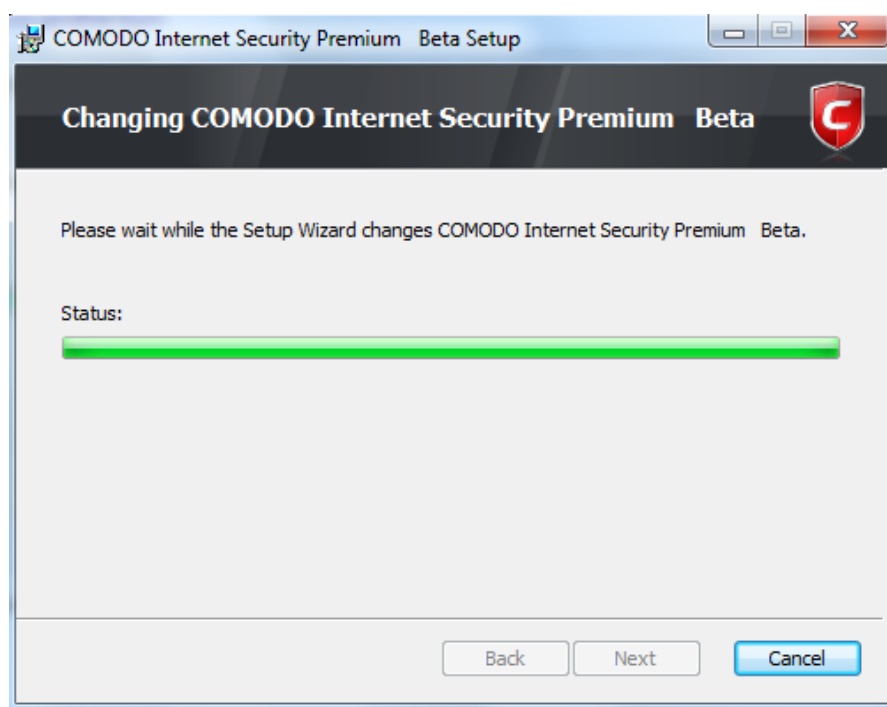 COMODO Internet Security Premium Beta Setup
Changing COMODO Internet Security Premium Beta
Please wait while the Setup Wizard changes COMODO Internet Security Premium Beta.
Status:
Back Next Cancel